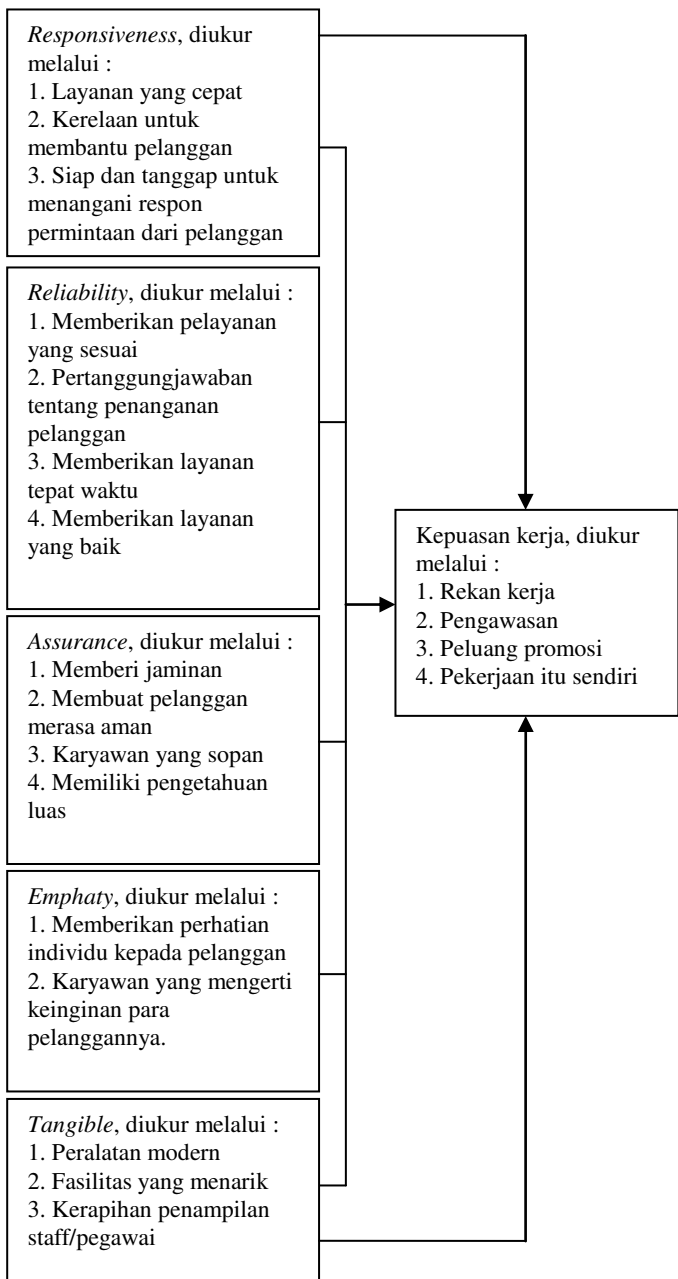 Responsiveness, diukur
melalui :
1. Layanan yang cepat
2. Kerelaan untuk
membantu pelanggan
3. Siap dan tanggap untuk
menangani respon
permintaan dari pelanggan
Reliability, diukur melalui :
1. Memberikan pelayanan
yang sesuai
2. Pertanggungjawaban
tentang penanganan
pelanggan
3. Memberikan layanan
tepat waktu
4. Memberikan layanan
yang baik
Assurance, diukur melalui :
1. Memberi jaminan
2. Membuat pelanggan
merasa aman
3. Karyawan yang sopan
4. Memiliki pengetahuan
luas
Emphaty, diukur melalui :
1. Memberikan perhatian
individu kepada pelanggan
2. Karyawan yang mengerti
keinginan para
pelanggannya.
Tangible, diukur melalui :
1. Peralatan modern
2. Fasilitas yang menarik
3. Kerapihan penampilan
staff/pegawai
Kepuasan kerja, diukur
melalui :
1. Rekan kerja
2. Pengawasan
3. Peluang promosi
4. Pekerjaan itu sendiri